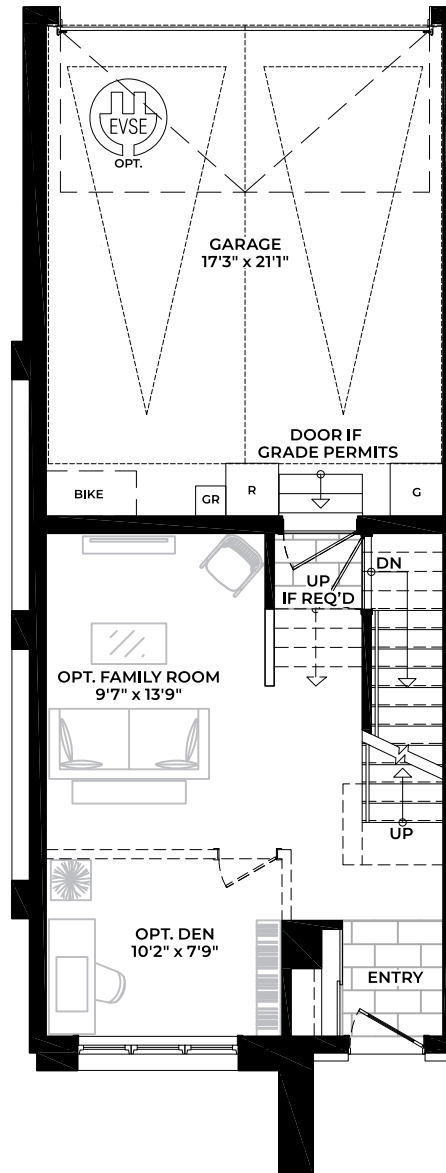 EVSE
OPT.
GARAGE
17'3" x 21'1"
DOOR IF
GRADE PERMITS
BIKE
GR
R
G
UP
IF REQ'D
DN
OPT. FAMILY ROOM
9'7" x 13'9"
UP
OPT. DEN
10'2" x 7'9"
ENTRY